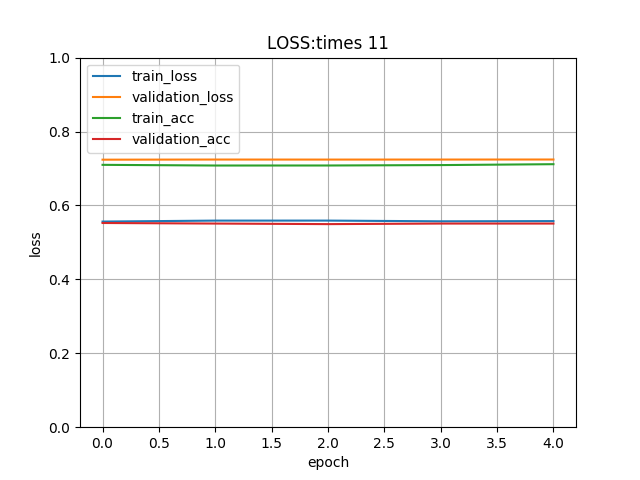 LOSS:times 11
1.0
0.8
0.6
0.4
0.2
0.0
loss
train_loss
validation_loss
train_acc
validation_acc
0.0 0.5 1.0 1.5 2.0 2.5 3.0 3.5 4.0
epoch